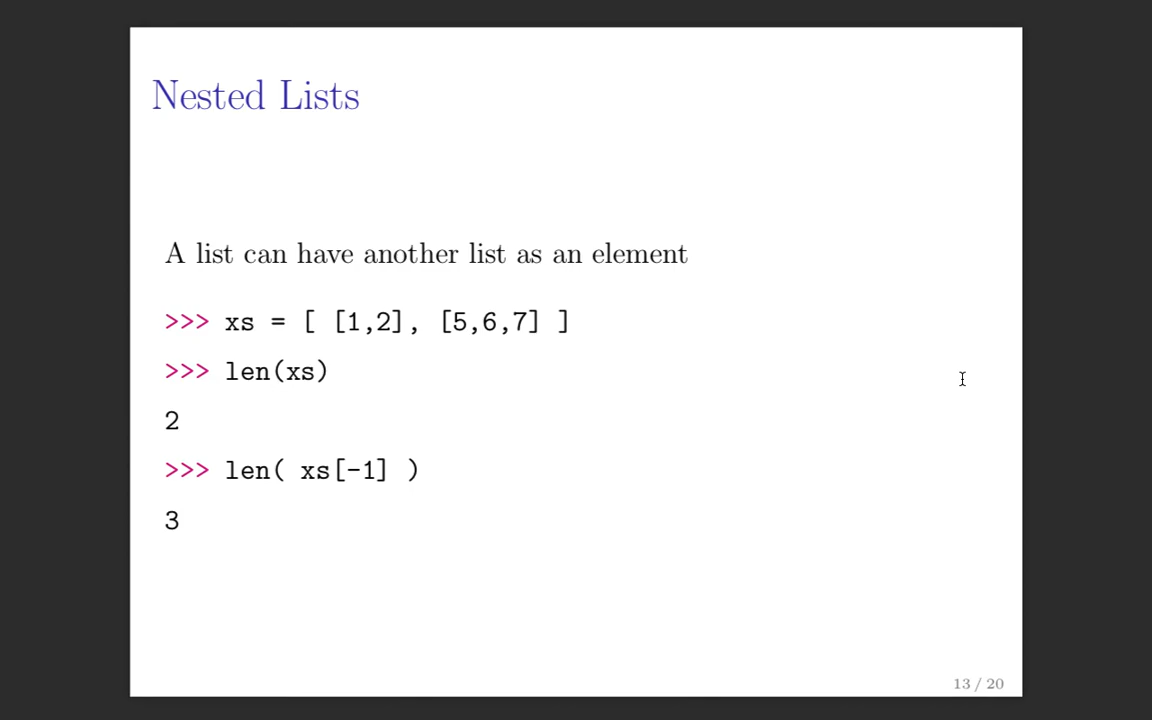 Nested Lists
A list can have another list as an element
>>> xs = [ [1,2], [5,6,7] ]
>>> len(xs)
2
>>> len( xs[-1] )
3
13 / 20